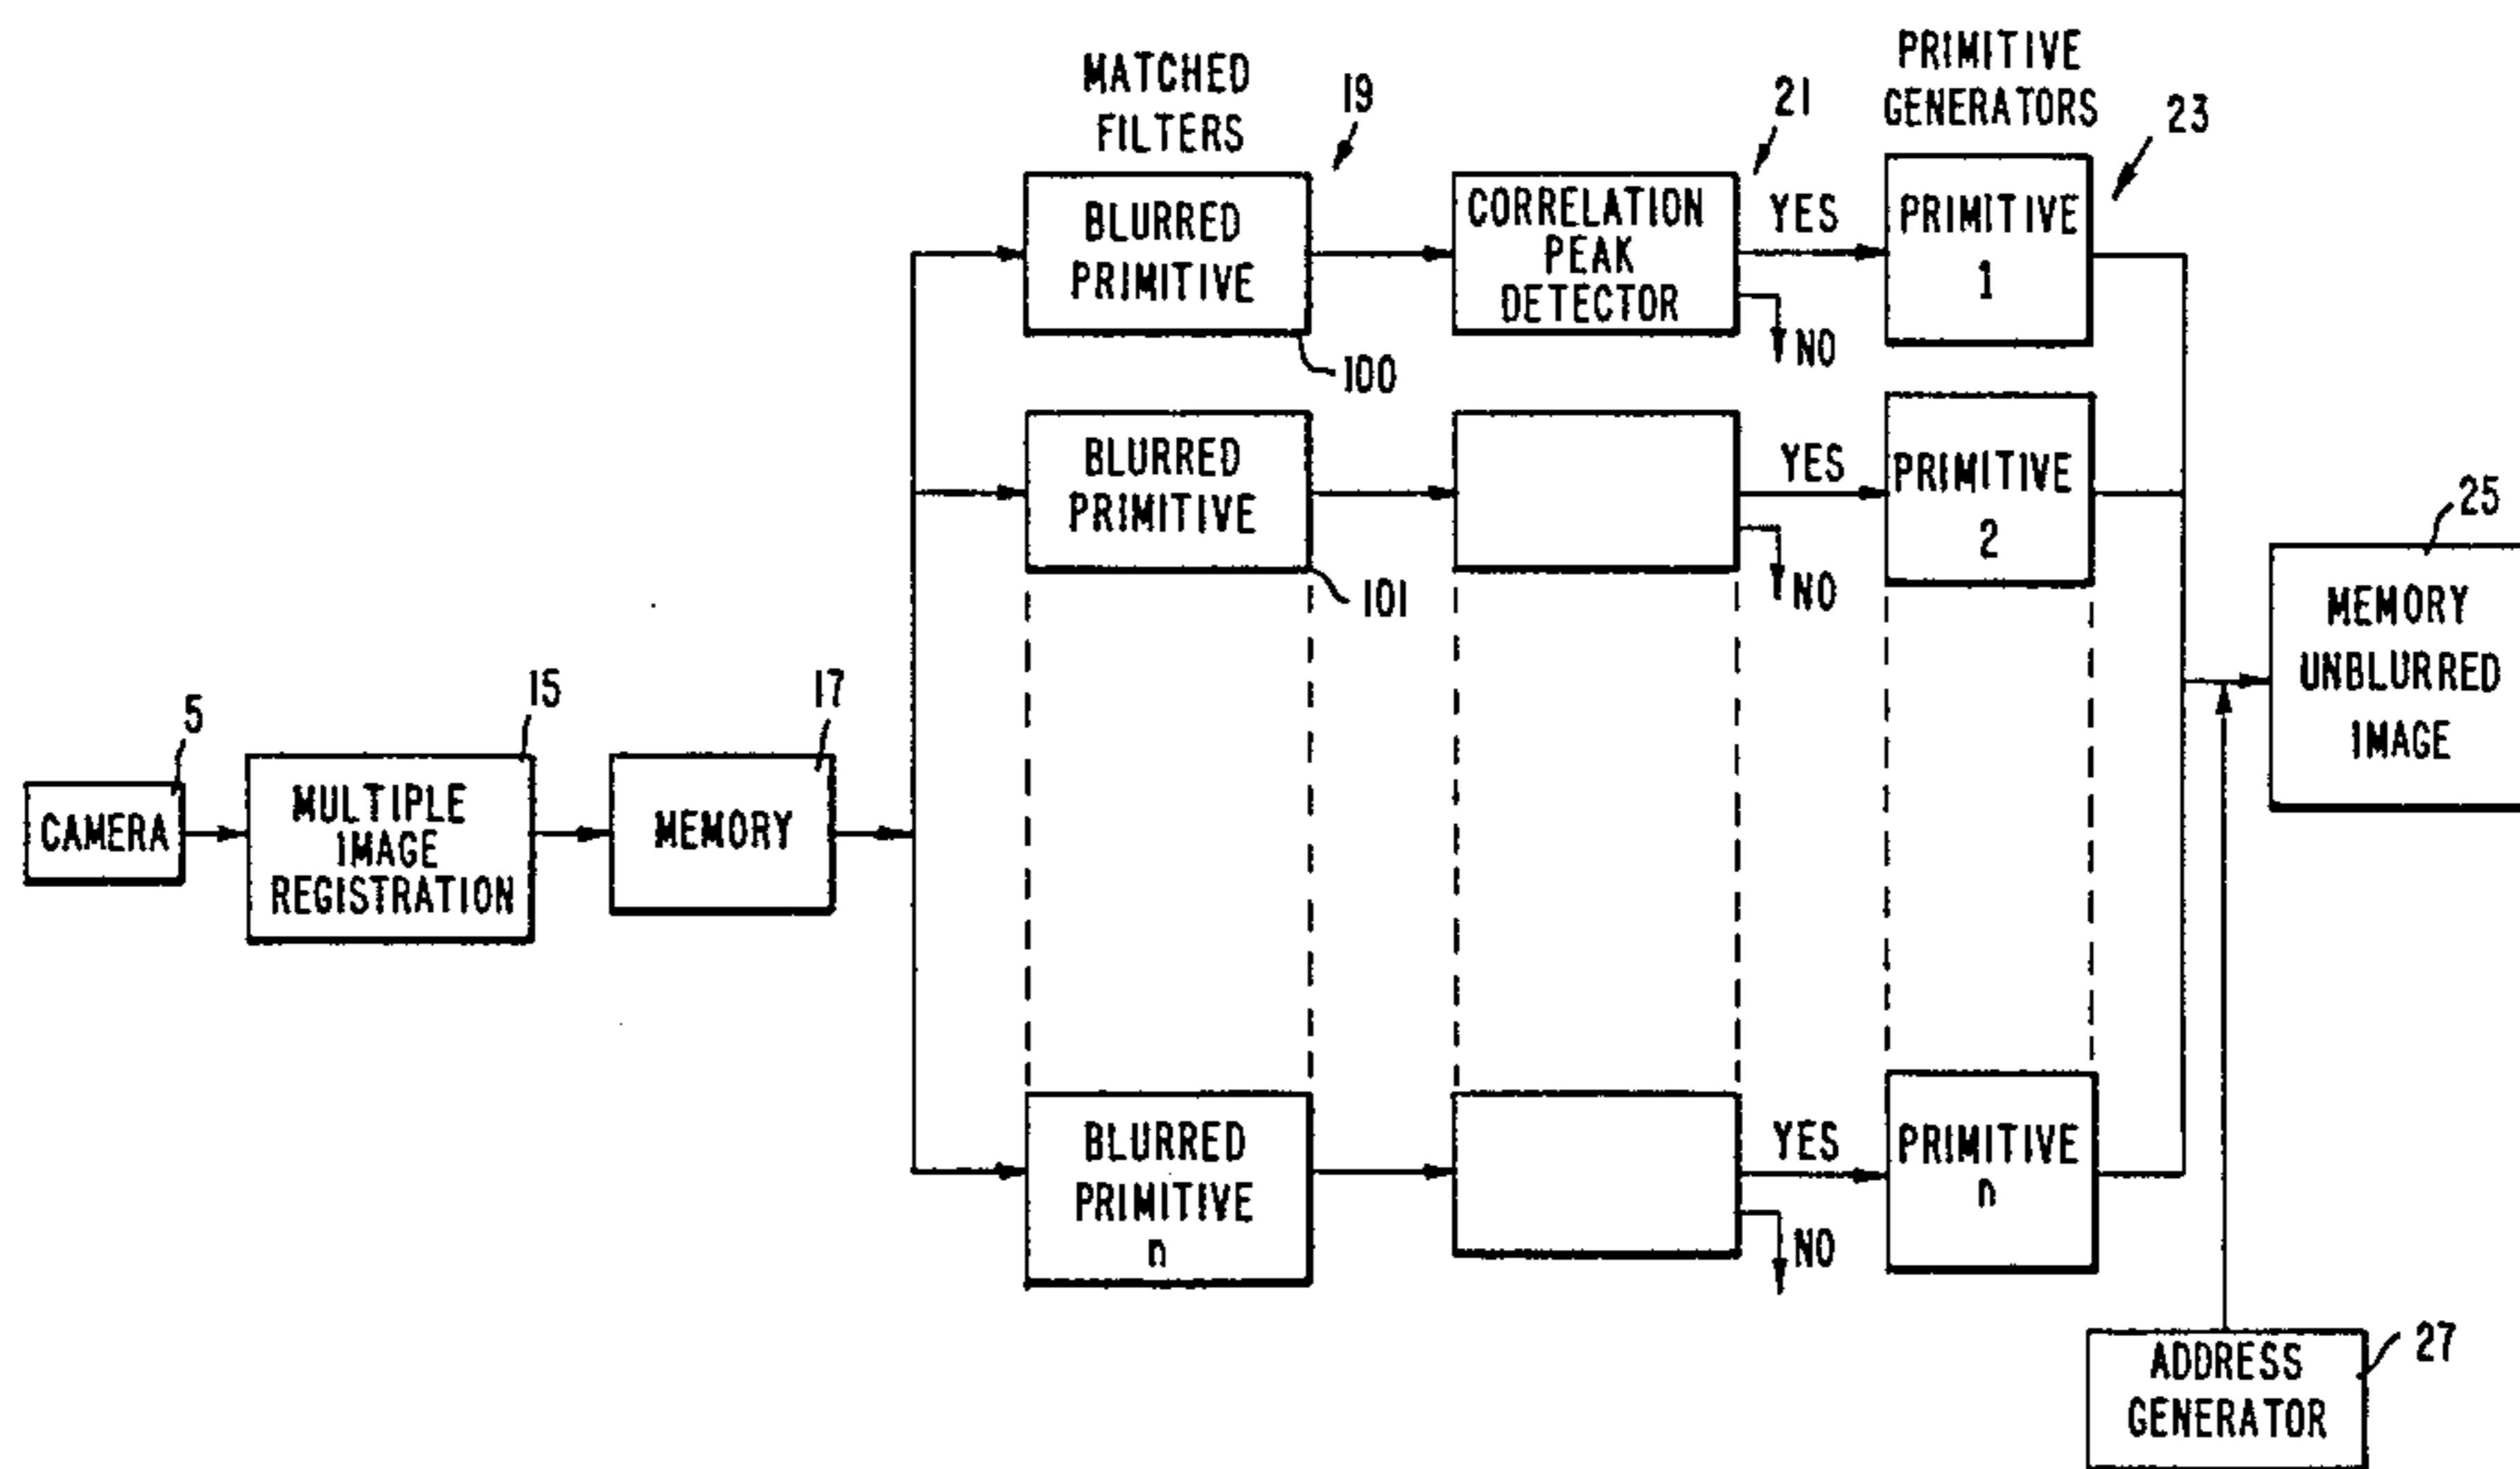 MATCHED
FILTERS
19
21
PRIMITIVE
GENERATORS
23
BLURRED
PRIMITIVE
100
CORRELATION
PEAK
DETECTOR
YES
NO
PRIMITIVE
1
BLURRED
PRIMITIVE
101
YES
NO
PRIMITIVE
2
25
MEMORY
UNBLURRED
IMAGE
5
CAMERA
15
MULTIPLE
IMAGE
REGISTRATION
17
MEMORY
BLURRED
PRIMITIVE
n
YES
NO
PRIMITIVE
n
27
ADDRESS
GENERATOR